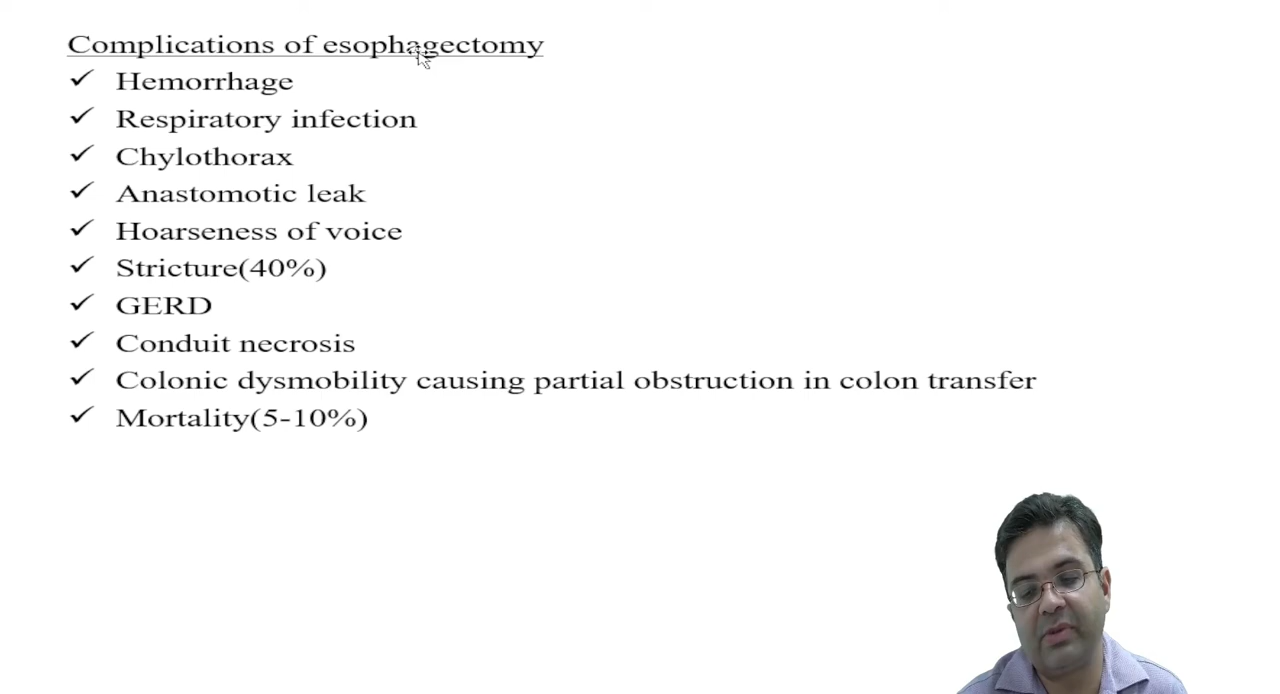 Complications of esophagectomy
✓ Hemorrhage
✓ Respiratory infection
✓ Chylothorax
✓ Anastomotic leak
✓ Hoarseness of voice
✓ Stricture(40%)
✓ GERD
✓ Conduit necrosis
✓ Colonic dysmobility causing partial obstruction in colon transfer
✓ Mortality(5-10%)